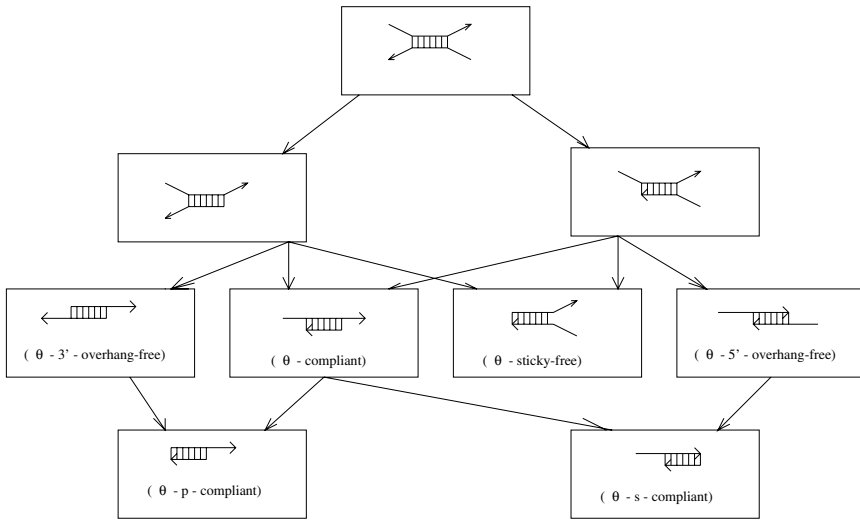 ( θ - 3' - overhang-free)
( θ - compliant)
( θ - sticky-free)
( θ - 5' - overhang-free)
( θ - p - compliant)
( θ - s - compliant)